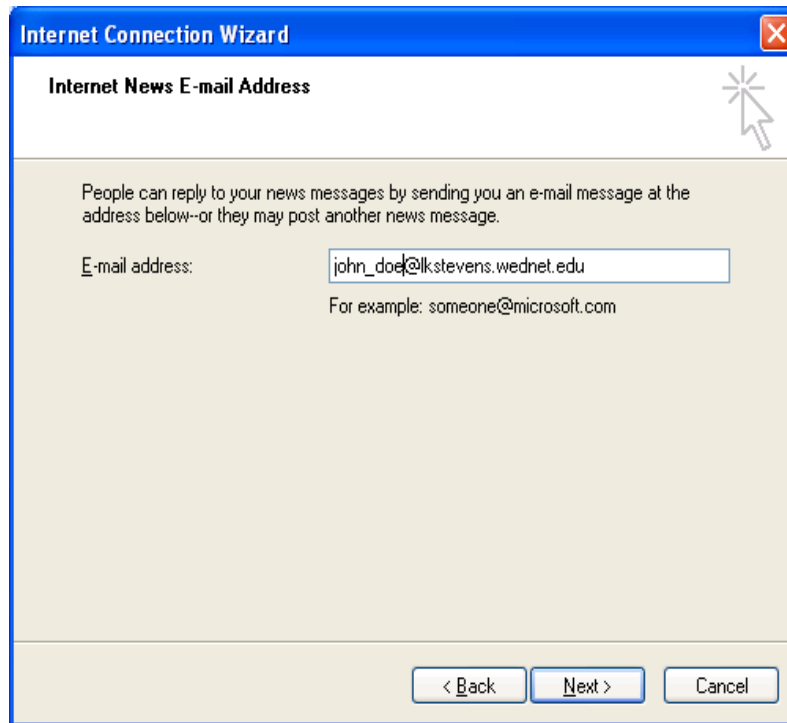 Internet Connection Wizard
Internet News E-mail Address
People can reply to your news messages by sending you an e-mail message at the
address below--or they may post another news message.
E-mail address: john_doe@lkstevens.wednet.edu
For example: someone@microsoft.com
< Back Next > Cancel